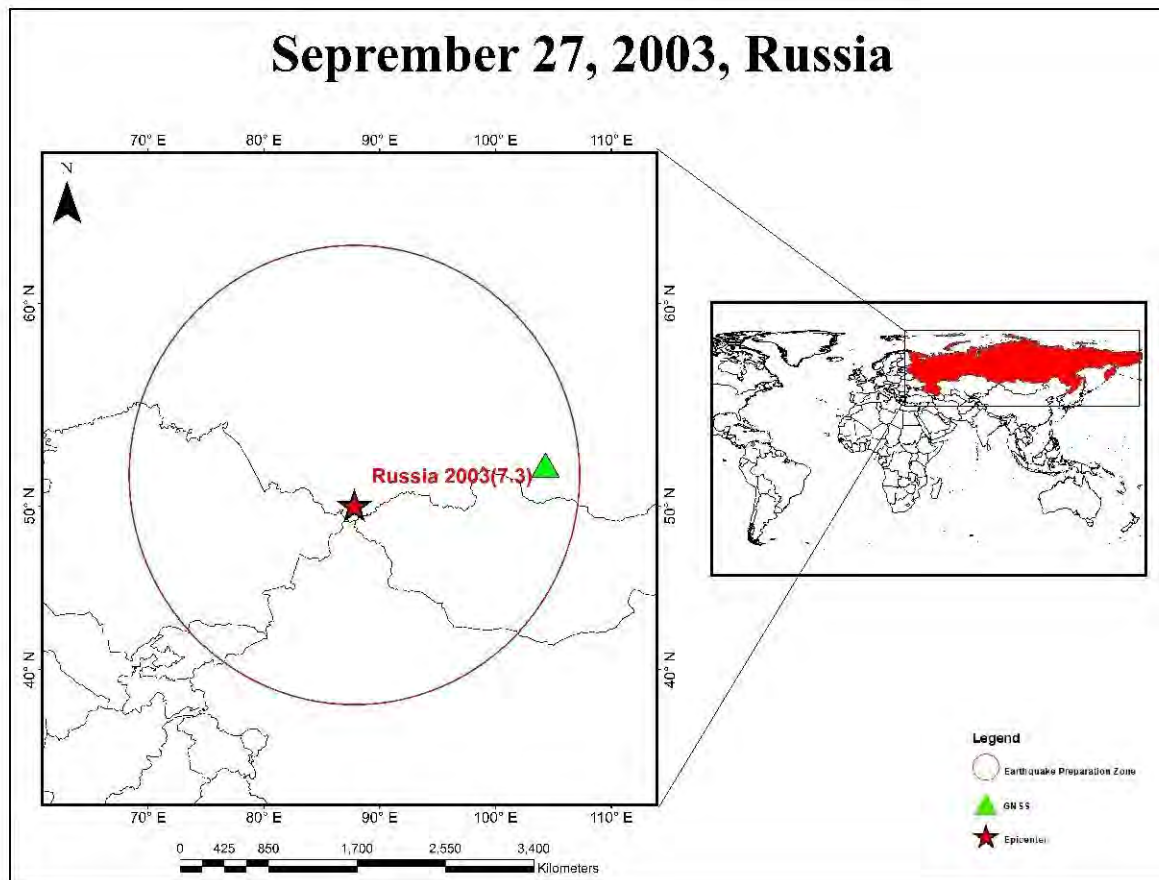 Seprember 27, 2003, Russia
70° E 80° E 90° E 100° E 110° E
N
60° N 60° N
Russia 2003(7.3)
50° N 50° N
40° N 40° N
70° E 80° E 90° E 100° E 110° E
0 425 850 1,700 2,550 3,400
Kilometers
Legend
Earthquake Preparation Zone
GNSS
Epicenter